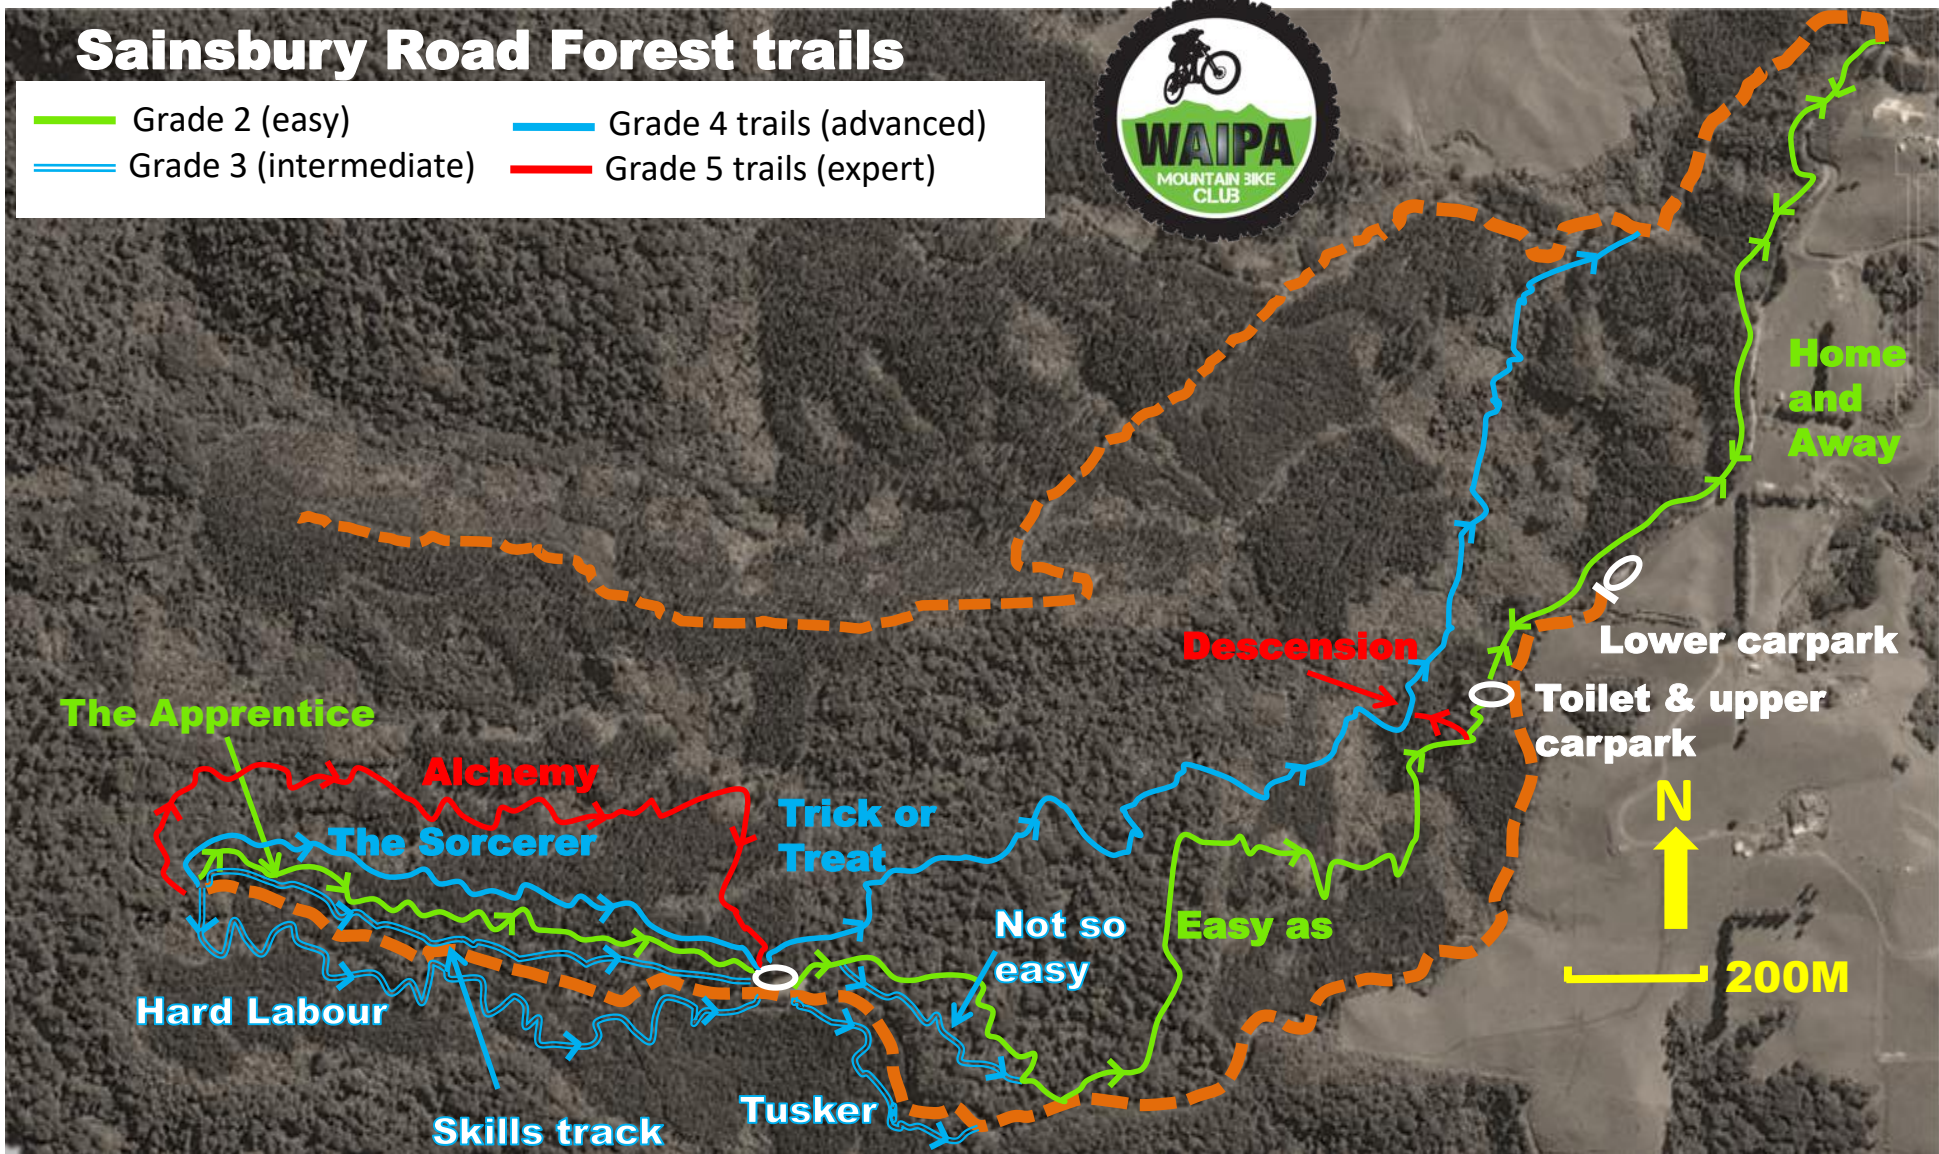 Sainsbury Road Forest trails
Grade 2 (easy)
Grade 4 trails (advanced)
Grade 3 (intermediate)
Grade 5 trails (expert)
WAIPA
MOUNTAIN BIKE
CLUB
Home
and
Away
Descension
Lower carpark
Toilet & upper
carpark
The Apprentice
Alchemy
The Sorcerer
Trick or
Treat
N
Not so
easy
Easy as
200M
Hard Labour
Tusker
Skills track